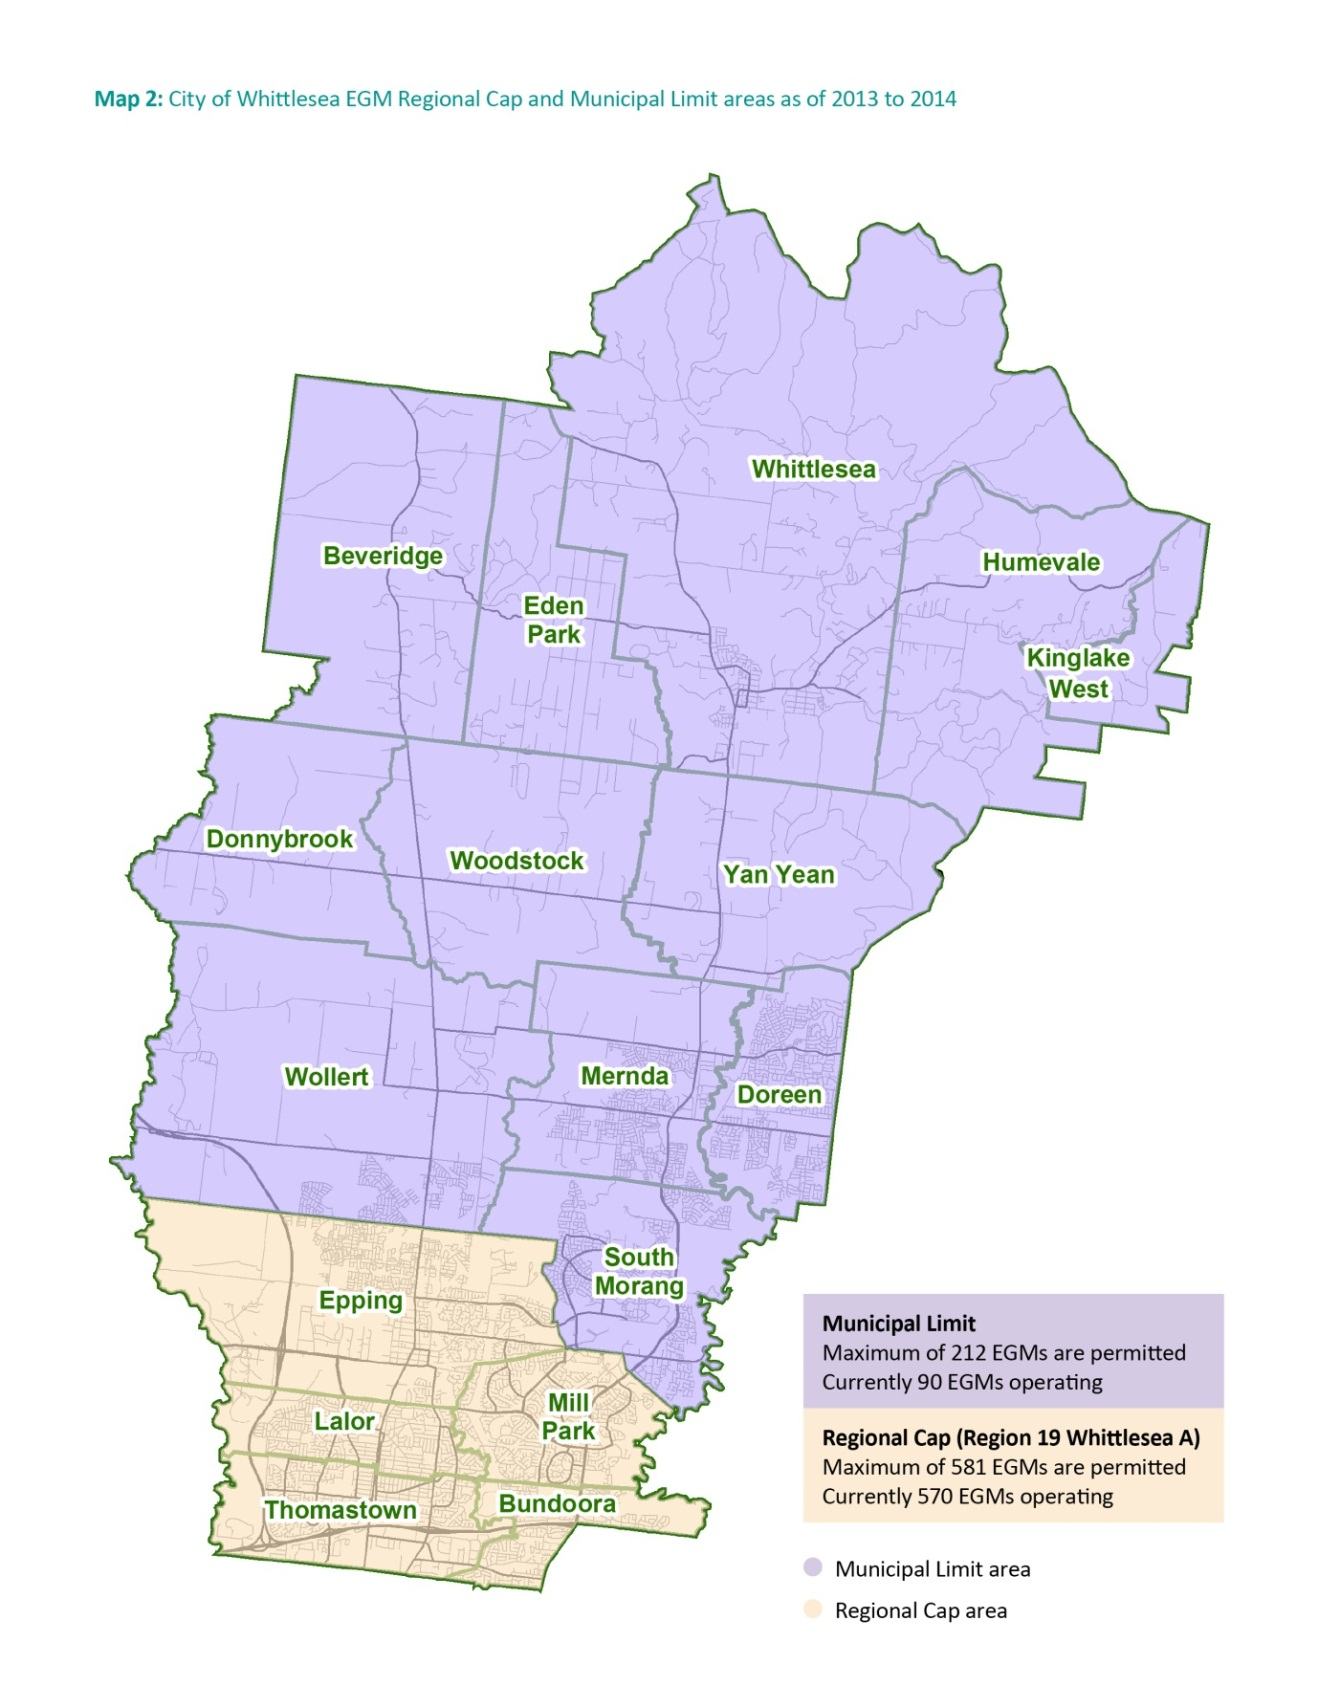 Map 2: City of Whittlesea EGM Regional Cap and Municipal Limit areas as of 2013 to 2014
Whittlesea
Beveridge
Humevale
Eden
Park
Kinglake
West
Donnybrook
Woodstock
Yan Yean
Wollert
Mernda
Doreen
South
Morang
Epping
Mill
Park
Lalor
Thomastown
Bundoora
Municipal Limit
Maximum of 212 EGMs are permitted
Currently 90 EGMs operating
Regional Cap (Region 19 Whittlesea A)
Maximum of 581 EGMs are permitted
Currently 570 EGMs operating
Municipal Limit area
Regional Cap area